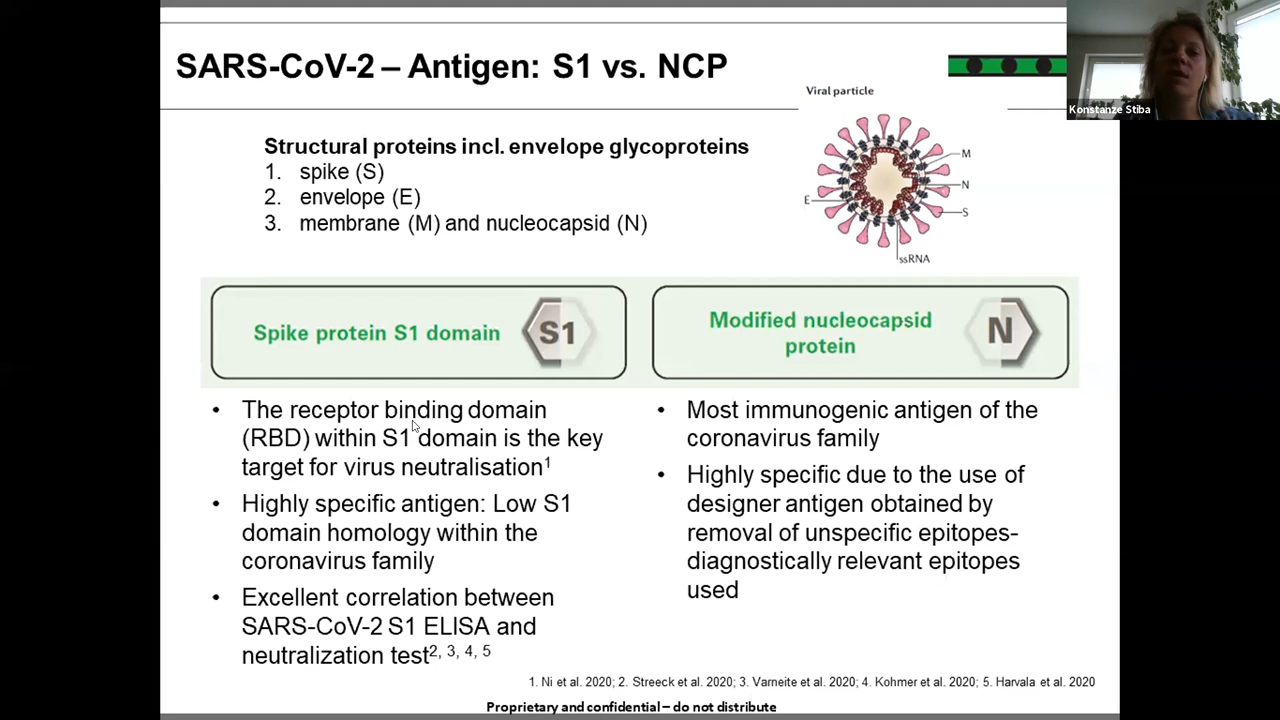 SARS-CoV-2 – Antigen: S1 vs. NCP
Konstanze Stiba
Viral particle
Structural proteins incl. envelope glycoproteins
1. spike (S)
2. envelope (E)
3. membrane (M) and nucleocapsid (N)
M
N
E
S
ssRNA
Spike protein S1 domain
S1
Modified nucleocapsid
protein
N
• The receptor binding domain
(RBD) within S1 domain is the key
target for virus neutralisation1
• Highly specific antigen: Low S1
domain homology within the
coronavirus family
• Excellent correlation between
SARS-CoV-2 S1 ELISA and
neutralization test2, 3, 4, 5
• Most immunogenic antigen of the
coronavirus family
• Highly specific due to the use of
designer antigen obtained by
removal of unspecific epitopes-
diagnostically relevant epitopes
used
1. Ni et al. 2020; 2. Streeck et al. 2020; 3. Varneite et al. 2020; 4. Kohmer et al. 2020; 5. Harvala et al. 2020
Proprietary and confidential – do not distribute